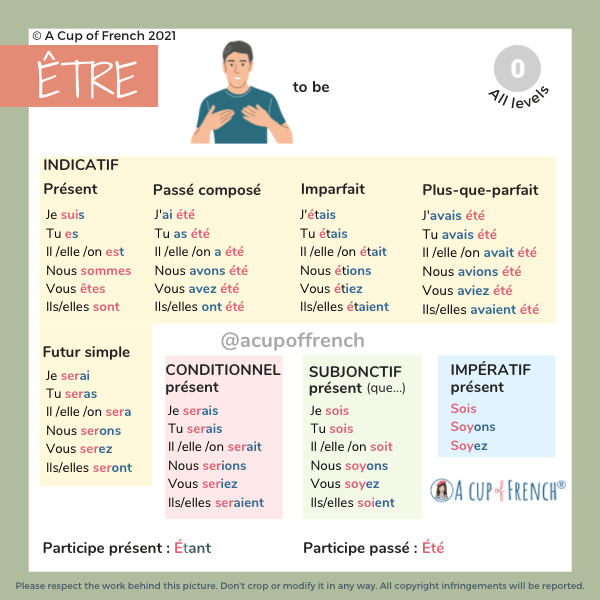 © A Cup of French 2021
ÊTRE
to be
0
All levels
INDICATIF
Présent
Je suis
Tu es
Il /elle /on est
Nous sommes
Vous êtes
Ils/elles sont
Passé composé
J'ai été
Tu as été
Il /elle /on a été
Nous avons été
Vous avez été
Ils/elles ont été
Imparfait
J'étais
Tu étais
Il /elle /on était
Nous étions
Vous étiez
Ils/elles étaient
Plus-que-parfait
J'avais été
Tu avais été
Il /elle /on avait été
Nous avions été
Vous aviez été
Ils/elles avaient été
@acupoffrench
Futur simple
Je serai
Tu seras
Il /elle /on sera
Nous serons
Vous serez
Ils/elles seront
CONDITIONNEL
présent
Je serais
Tu serais
Il /elle /on serait
Nous serions
Vous seriez
Ils/elles seraient
SUBJONCTIF
présent (que...)
Je sois
Tu sois
Il /elle /on soit
Nous soyons
Vous soyez
Ils/elles soient
IMPÉRATIF
présent
Sois
Soyons
Soyez
A CUP of FRENCH®
Participe présent : Étant
Participe passé : Été
Please respect the work behind this picture. Don't crop or modify it in any way. All copyright infringements will be reported.